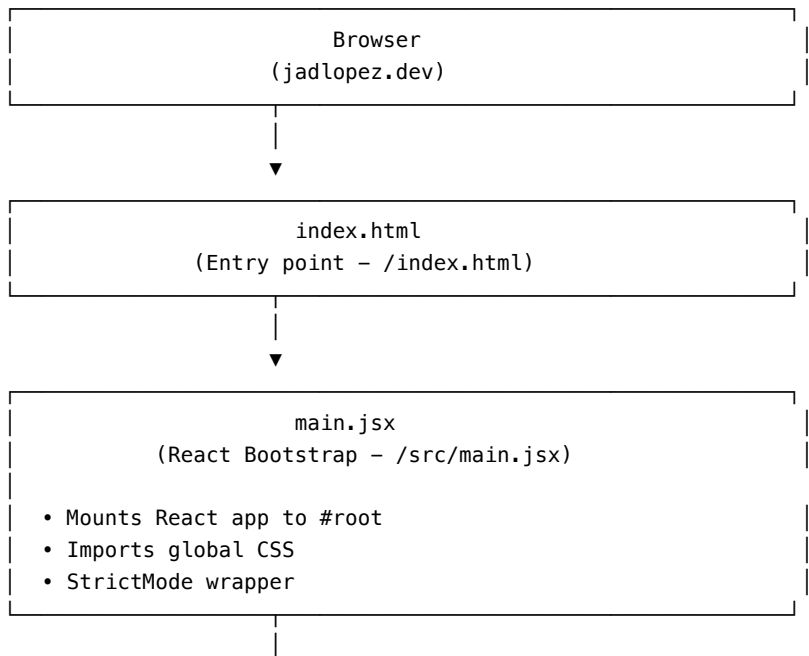 Browser
(jadlopez.dev)
▼
index.html
(Entry point – /index.html)
▼
main.jsx
(React Bootstrap – /src/main.jsx)
• Mounts React app to #root
• Imports global CSS
• StrictMode wrapper